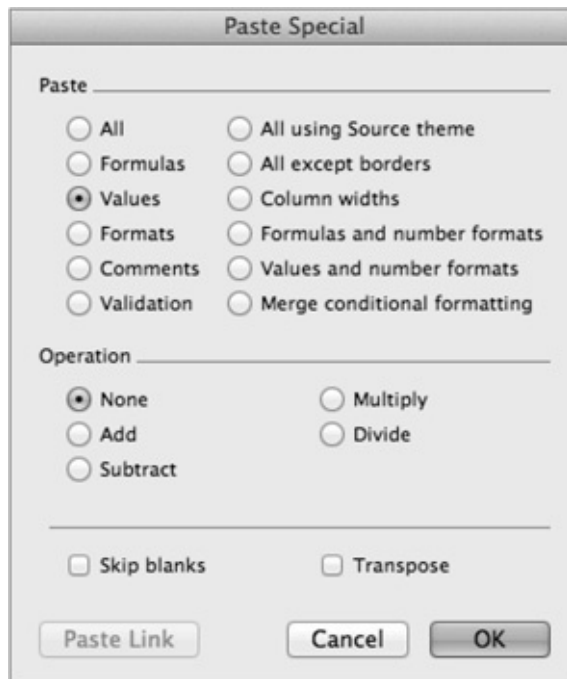 Paste Special
Paste
All
All using Source theme
Formulas
All except borders
Values
Column widths
Formats
Formulas and number formats
Comments
Values and number formats
Validation
Merge conditional formatting
Operation
None
Multiply
Add
Divide
Subtract
Skip blanks
Transpose
Paste Link
Cancel
OK